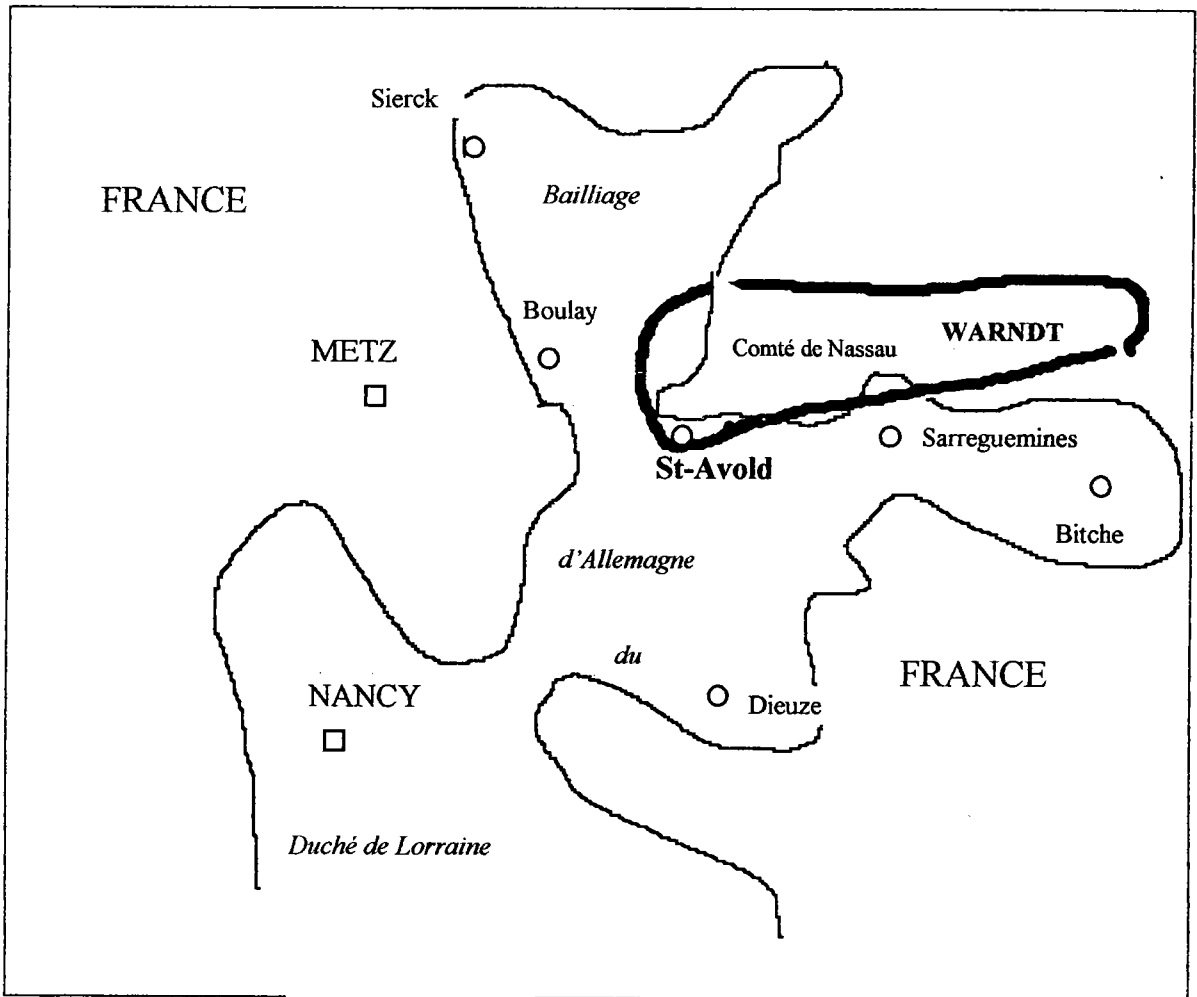 Sierck
FRANCE
Bailliage
Boulay
METZ
Comté de Nassau
WARNDT
St-Avold
Sarreguemines
Bitche
d'Allemagne
du
FRANCE
NANCY
Dieuze
Duché de Lorraine